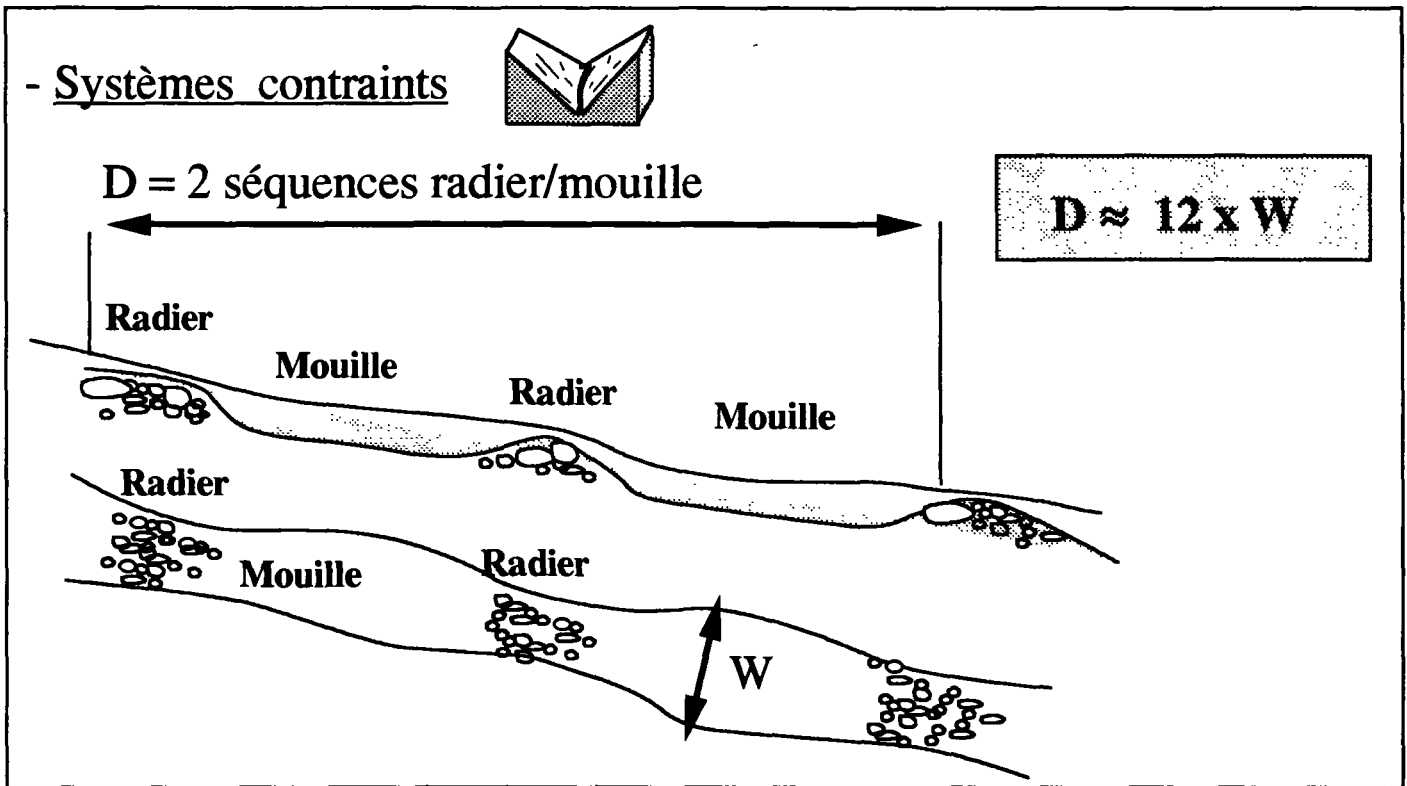 - Systèmes contraints
D = 2 séquences radier/mouille
D ≈ 12 x W
Radier
Mouille
Radier
Mouille
Radier
Mouille
Radier
W